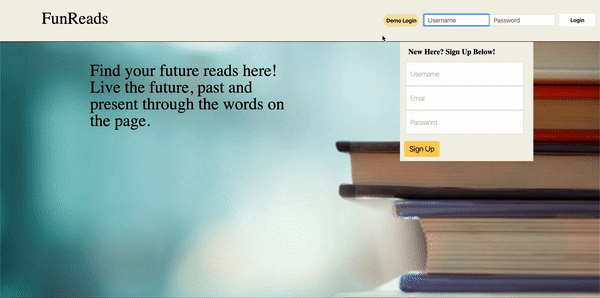 FunReads
Demo Login
Username
Password
Login
New Here? Sign Up Below!
Find your future reads here!
Live the future, past and
present through the words on
the page.
Username
Email
Password
Sign Up